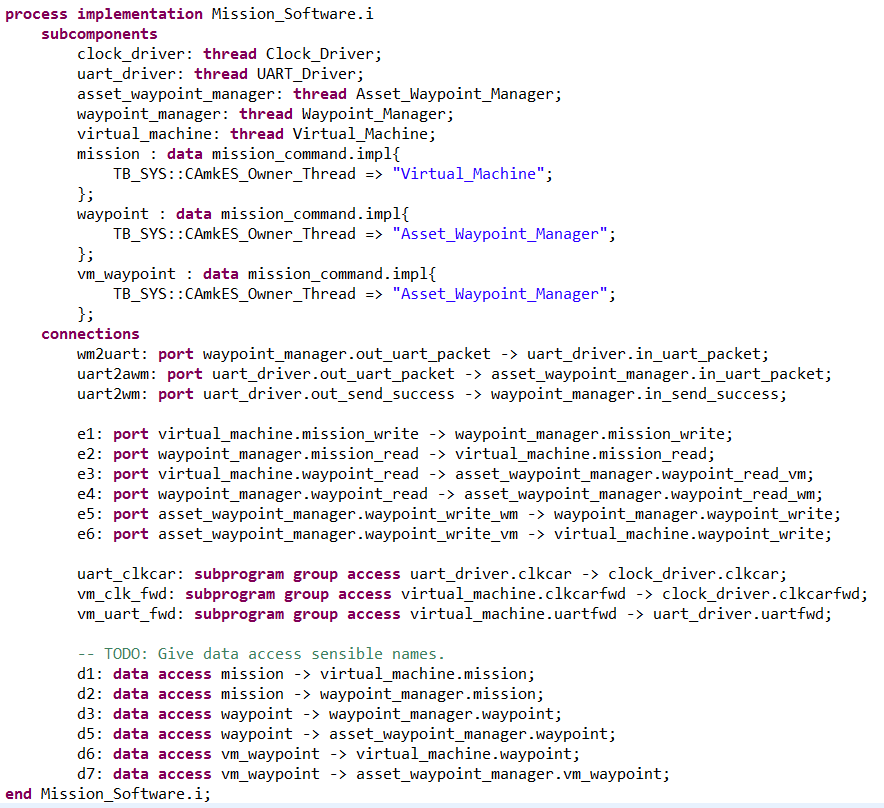 process implementation Mission_Software.i
subcomponents
clock_driver: thread Clock_Driver;
uart_driver: thread UART_Driver;
asset_waypoint_manager: thread Asset_Waypoint_Manager;
waypoint_manager: thread Waypoint_Manager;
virtual_machine: thread Virtual_Machine;
mission : data mission_command.impl{
TB_SYS::CAmkES_Owner_Thread => "Virtual_Machine";
};
waypoint : data mission_command.impl{
TB_SYS::CAmkES_Owner_Thread => "Asset_Waypoint_Manager";
};
vm_waypoint : data mission_command.impl{
TB_SYS::CAmkES_Owner_Thread => "Asset_Waypoint_Manager";
};
connections
wm2uart: port waypoint_manager.out_uart_packet -> uart_driver.in_uart_packet;
uart2awm: port uart_driver.out_uart_packet -> asset_waypoint_manager.in_uart_packet;
uart2wm: port uart_driver.out_send_success -> waypoint_manager.in_send_success;
e1: port virtual_machine.mission_write -> waypoint_manager.mission_write;
e2: port waypoint_manager.mission_read -> virtual_machine.mission_read;
e3: port virtual_machine.waypoint_read -> asset_waypoint_manager.waypoint_read_vm;
e4: port waypoint_manager.waypoint_read -> asset_waypoint_manager.waypoint_read_wm;
e5: port asset_waypoint_manager.waypoint_write_wm -> waypoint_manager.waypoint_write;
e6: port asset_waypoint_manager.waypoint_write_vm -> virtual_machine.waypoint_write;
uart_clkcar: subprogram group access uart_driver.clkcar -> clock_driver.clkcar;
vm_clk_fwd: subprogram group access virtual_machine.clkcarfwd -> clock_driver.clkcarfwd;
vm_uart_fwd: subprogram group access virtual_machine.uartfwd -> uart_driver.uartfwd;
-- TODO: Give data access sensible names.
d1: data access mission -> virtual_machine.mission;
d2: data access mission -> waypoint_manager.mission;
d3: data access waypoint -> waypoint_manager.waypoint;
d5: data access waypoint -> asset_waypoint_manager.waypoint;
d6: data access vm_waypoint -> virtual_machine.waypoint;
d7: data access vm_waypoint -> asset_waypoint_manager.vm_waypoint;
end Mission_Software.i;